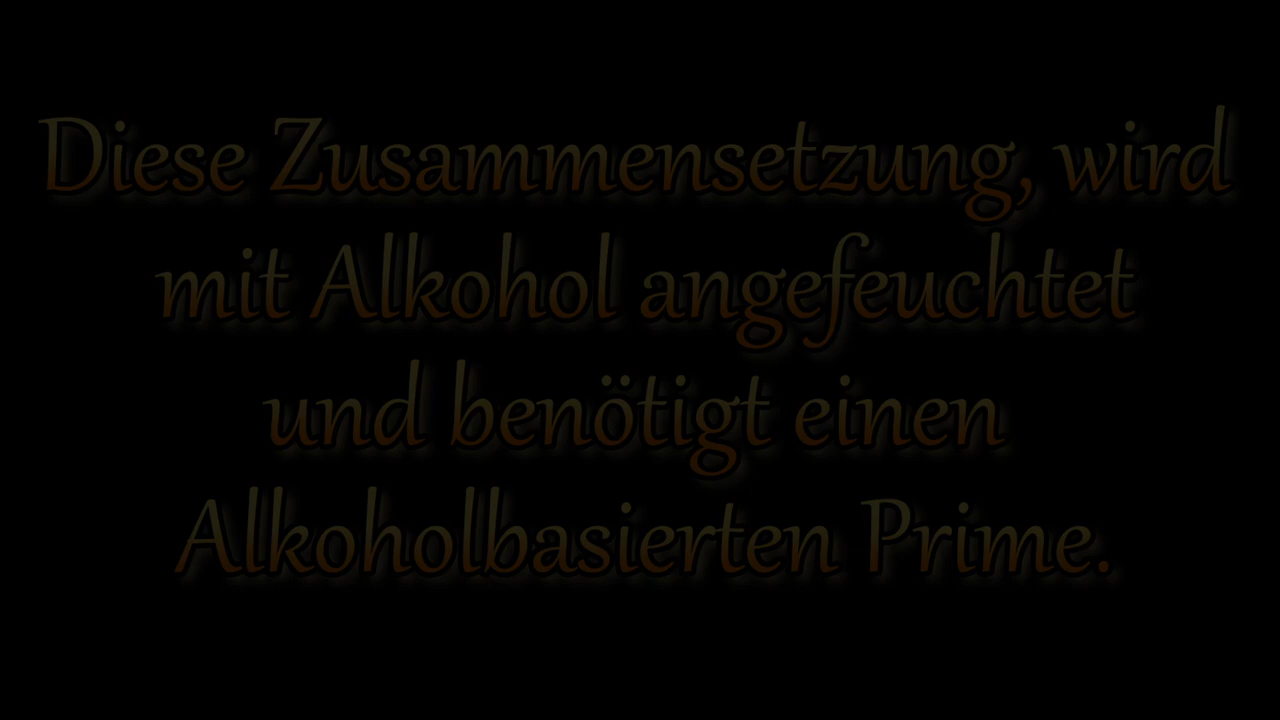 Diese Zusammensetzung, wird
mit Alkohol angefeuchtet
und benötigt einen
Alkoholbasierten Prime.